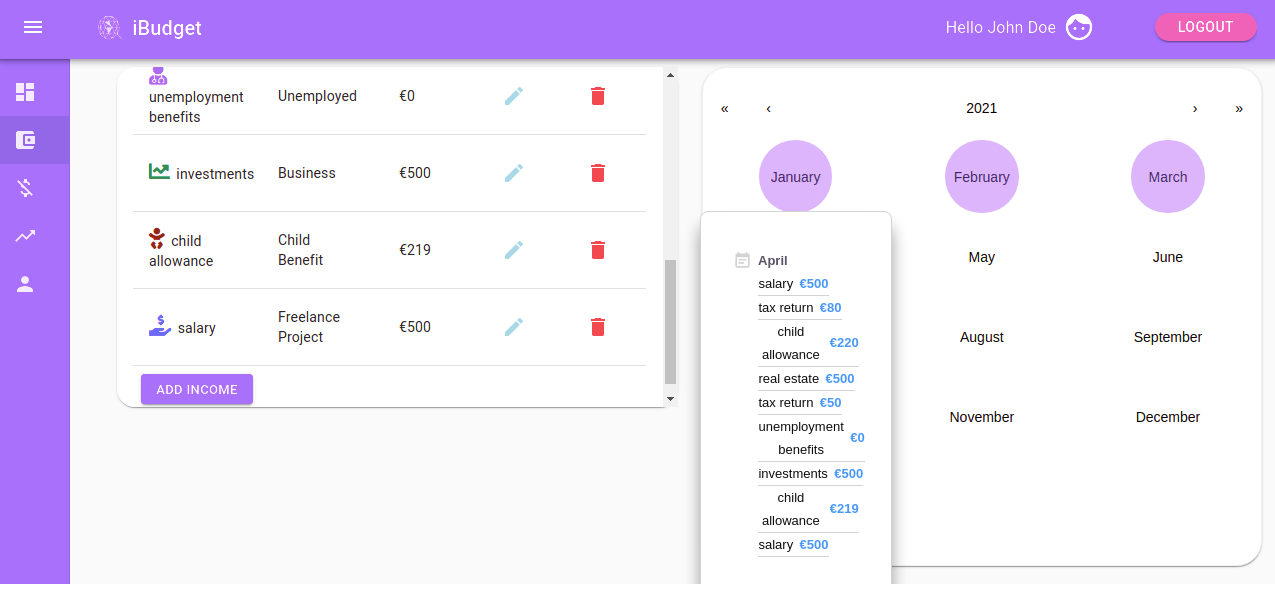 iBudget
Hello John Doe
LOGOUT
unemployment
benefits
Unemployed
€0
investments
Business
€500
child
allowance
Child
Benefit
€219
salary
Freelance
Project
€500
ADD INCOME
« ‹ 2021 › »
January February March
May June
August September
November December
April
salary €500
tax return €80
child
allowance
€220
real estate €500
tax return €50
unemployment
benefits
€0
investments €500
child
allowance
€219
salary €500